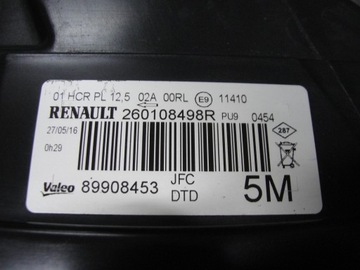 01 HCR PL 12,5 02A 00RL E9 11410
RENAULT 260108498R PU9 0454
27/05/16
287
0h29
Valeo 89908453 JFC
DTD
5M